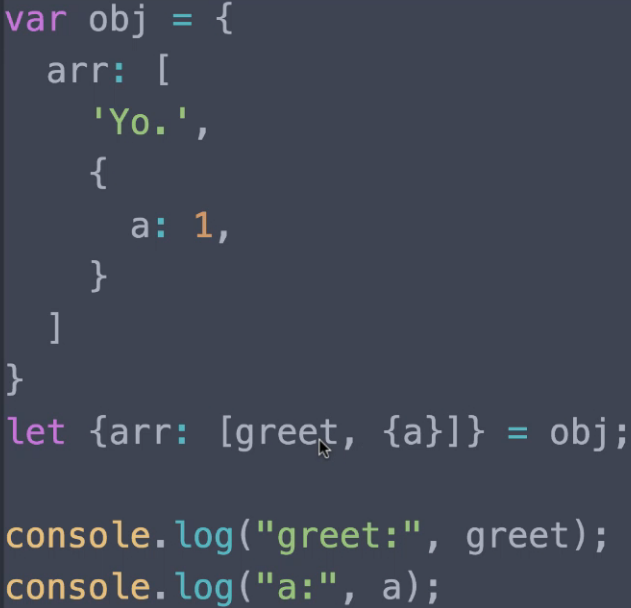 var obj = {
  arr: [
    'Yo.',
    {
      a: 1,
    }
  ]
}
let {arr: [greet, {a}]} = obj;

console.log("greet:", greet);
console.log("a:", a);